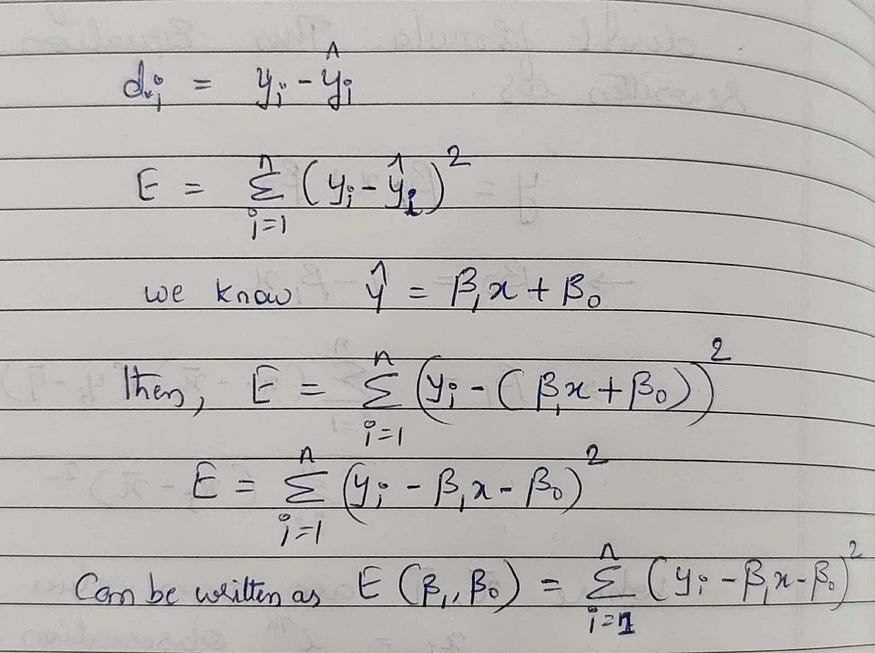 dᵢ = yᵢ - ŷᵢ
E = Σᵢ₌₁ⁿ (yᵢ - ŷᵢ)²
we know ŷ = β₁x + β₀
Then, E = Σᵢ₌₁ⁿ (yᵢ - (β₁x + β₀))²
E = Σᵢ₌₁ⁿ (yᵢ - β₁x - β₀)²
Can be written as E (β₁, β₀) = Σᵢ₌₁ⁿ (yᵢ - β₁x - β₀)²